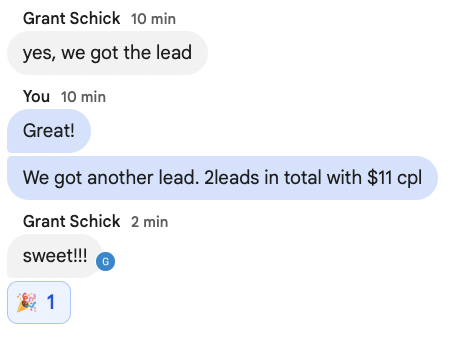 Grant Schick 10 min
yes, we got the lead
You 10 min
Great!
We got another lead. 2leads in total with $11 cpl
Grant Schick 2 min
sweet!!!
G
🎉 1